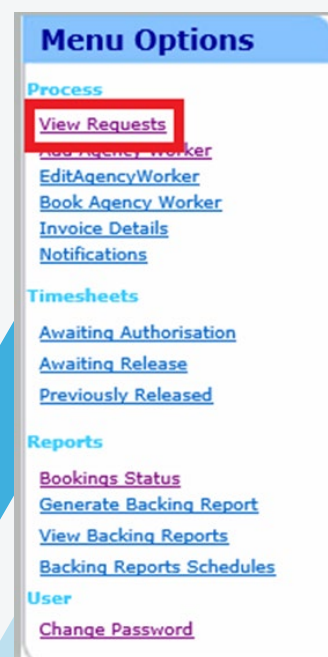 Menu Options
Process
View Requests
Add Agency Worker
EditAgencyWorker
Book Agency Worker
Invoice Details
Notifications
Timesheets
Awaiting Authorisation
Awaiting Release
Previously Released
Reports
Bookings Status
Generate Backing Report
View Backing Reports
Backing Reports Schedules
User
Change Password